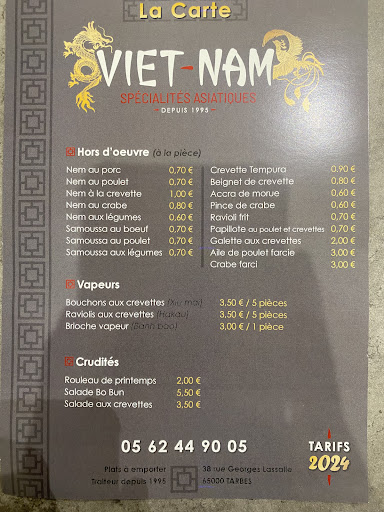 La Carte
VIET-NAM
SPÉCIALITÉS ASIATIQUES
- DEPUIS 1995 -
Hors d'oeuvre (à la pièce)
Nem au porc 0,70 €
Nem au poulet 0,70 €
Nem à la crevette 1,00 €
Nem au crabe 0,80 €
Nem aux légumes 0,60 €
Samoussa au boeuf 0,70 €
Samoussa au poulet 0,70 €
Samoussa aux légumes 0,70 €
Crevette Tempura 0,90 €
Beignet de crevette 0,80 €
Accra de morue 0,60 €
Pince de crabe 0,60 €
Ravioli frit 0,70 €
Papillote au poulet et crevettes 0,70 €
Galette aux crevettes 2,00 €
Aile de poulet farcie 3,00 €
Crabe farci 3,00 €
Vapeurs
Bouchons aux crevettes (Xiu mai) 3,50 € / 5 pièces
Raviolis aux crevettes (Hakao) 3,50 € / 5 pièces
Brioche vapeur (Banh bao) 3,00 € / 1 pièce
Crudités
Rouleau de printemps 2,00 €
Salade Bo Bun 5,50 €
Salade aux crevettes 3,50 €
05 62 44 90 05
Plats à emporter
Traiteur depuis 1995
38 rue Georges Lassalle
65000 TARBES
TARIFS
2024